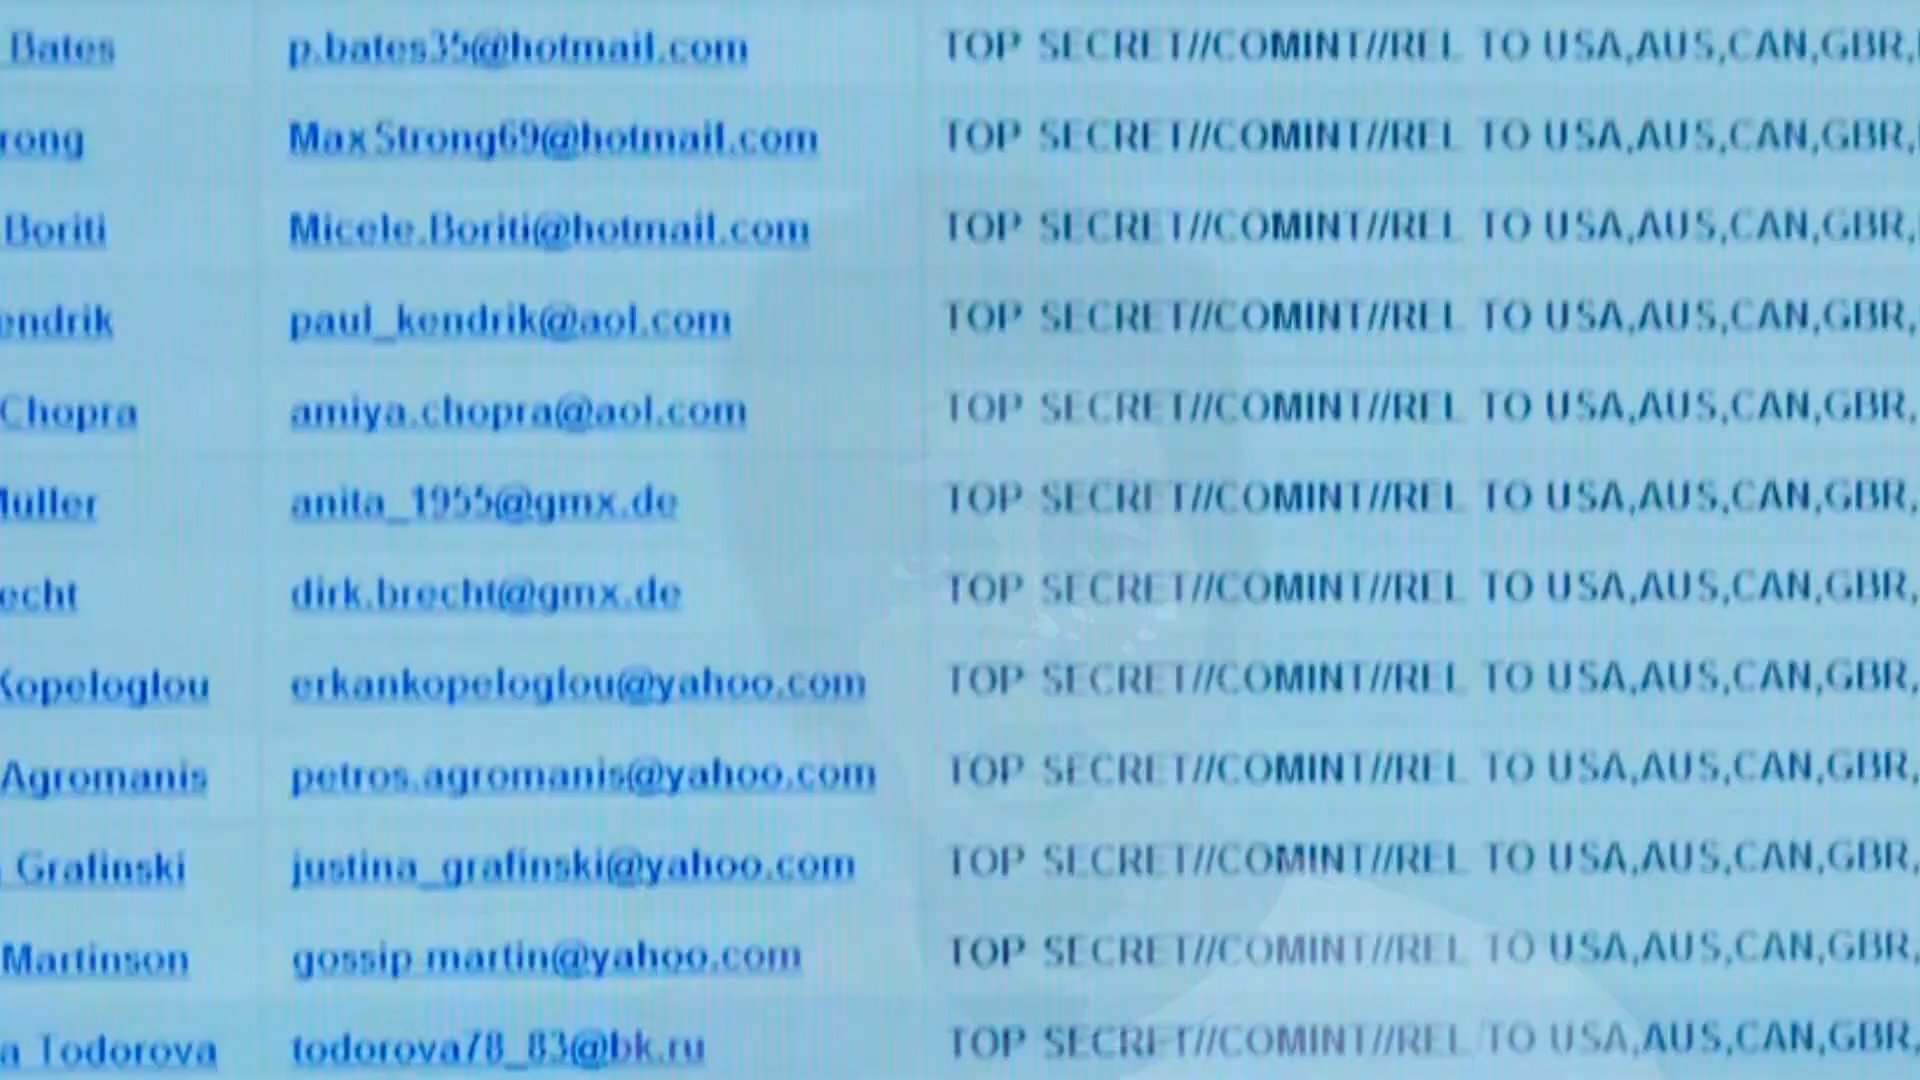 Bates p.bates35@hotmail.com TOP SECRET//COMINT//REL TO USA,AUS,CAN,GBR,
rong MaxStrong69@hotmail.com TOP SECRET//COMINT//REL TO USA,AUS,CAN,GBR,
Boriti Micele.Boriti@hotmail.com TOP SECRET//COMINT//REL TO USA,AUS,CAN,GBR,
endrik paul_kendrik@aol.com TOP SECRET//COMINT//REL TO USA,AUS,CAN,GBR,
Chopra amiya.chopra@aol.com TOP SECRET//COMINT//REL TO USA,AUS,CAN,GBR,
Müller anita_1955@gmx.de TOP SECRET//COMINT//REL TO USA,AUS,CAN,GBR,
echt dirk.brecht@gmx.de TOP SECRET//COMINT//REL TO USA,AUS,CAN,GBR,
Kopeloglou erkankopeloglou@yahoo.com TOP SECRET//COMINT//REL TO USA,AUS,CAN,GBR,
Agromanis petros.agromanis@yahoo.com TOP SECRET//COMINT//REL TO USA,AUS,CAN,GBR,
Grafinski justina_grafinski@yahoo.com TOP SECRET//COMINT//REL TO USA,AUS,CAN,GBR,
Martinson gossip.martin@yahoo.com TOP SECRET//COMINT//REL TO USA,AUS,CAN,GBR,
a Todorova todorova78_83@bk.ru TOP SECRET//COMINT//REL TO USA,AUS,CAN,GBR,